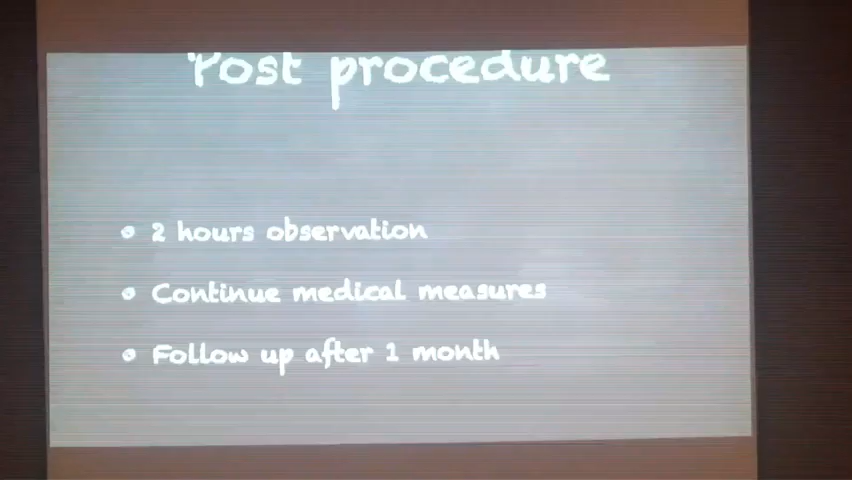 Post procedure
2 hours observation
Continue medical measures
Follow up after 1 month